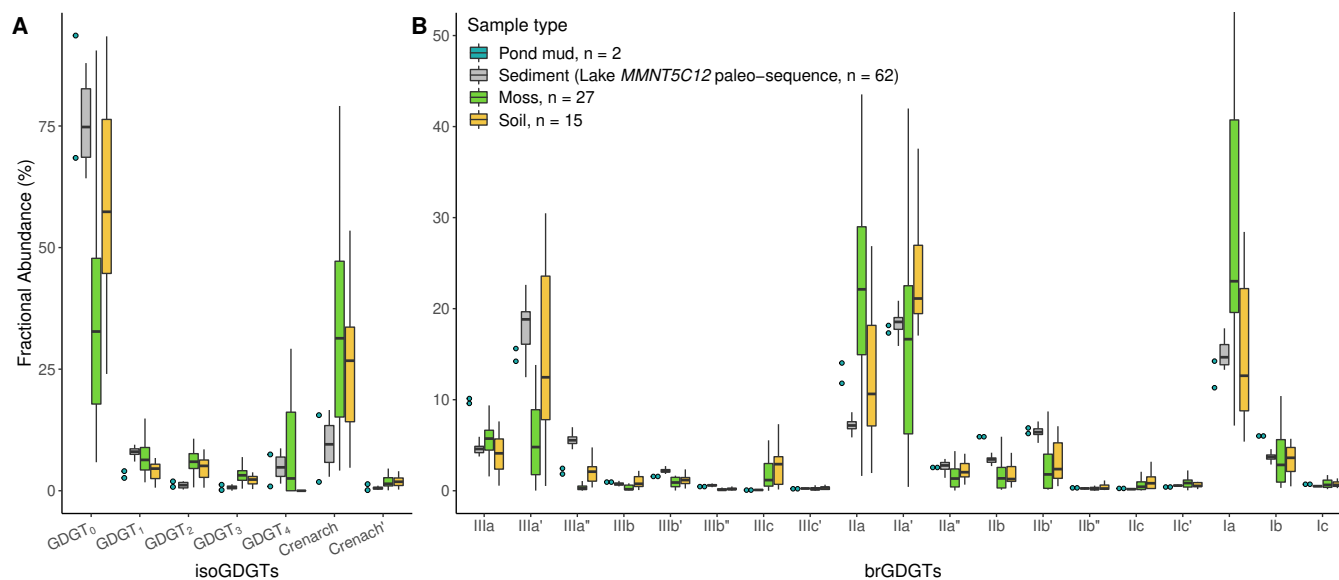 A
B
Fractional Abundance (%)
75
50
25
0
GDGT0
GDGT1
GDGT2
GDGT3
GDGT4
Crenarch
Crenach'
isoGDGTs
Sample type
Pond mud, n = 2
Sediment (Lake MMNT5C12 paleo−sequence, n = 62)
Moss, n = 27
Soil, n = 15
50
40
30
20
10
0
IIIa
IIIa'
IIIa"
IIIb
IIIb'
IIIb"
IIIc
IIIc'
IIa
IIa'
IIa"
IIb
IIb'
IIb"
IIc
IIc'
Ia
Ib
Ic
brGDGTs